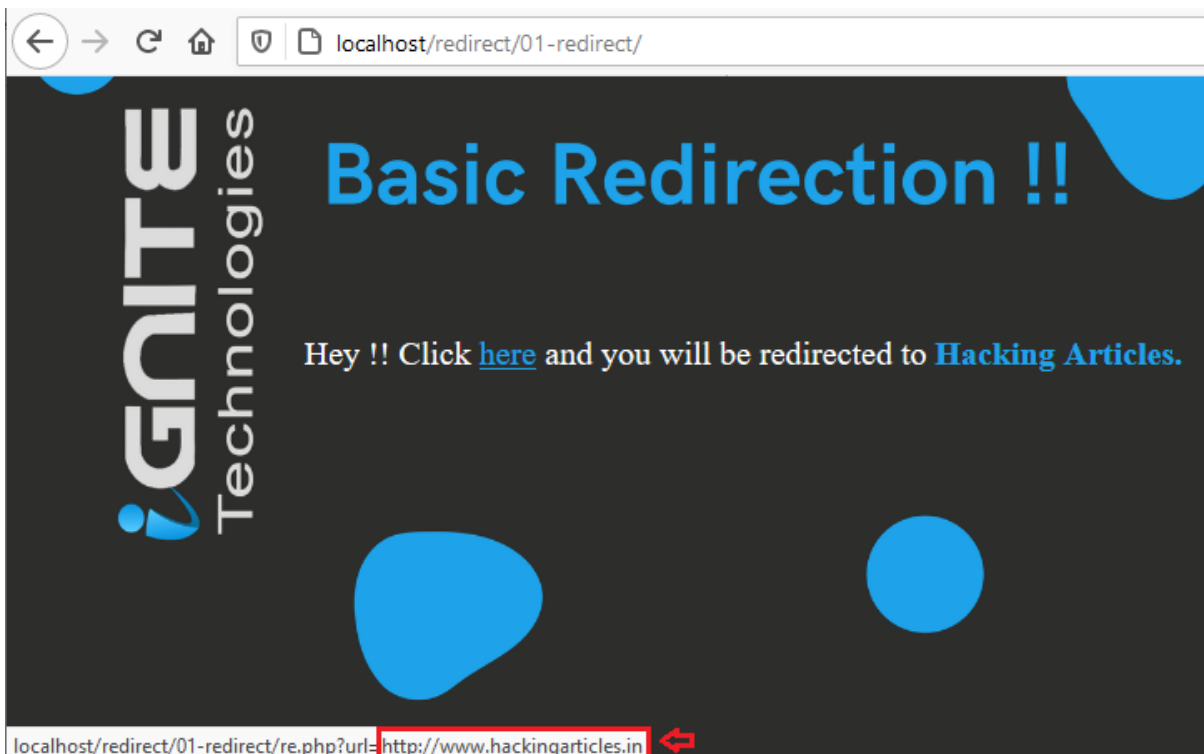 localhost/redirect/01-redirect/
iGNITE
Technologies
Basic Redirection !!
Hey !! Click here and you will be redirected to Hacking Articles.
localhost/redirect/01-redirect/re.php?url=http://www.hackingarticles.in